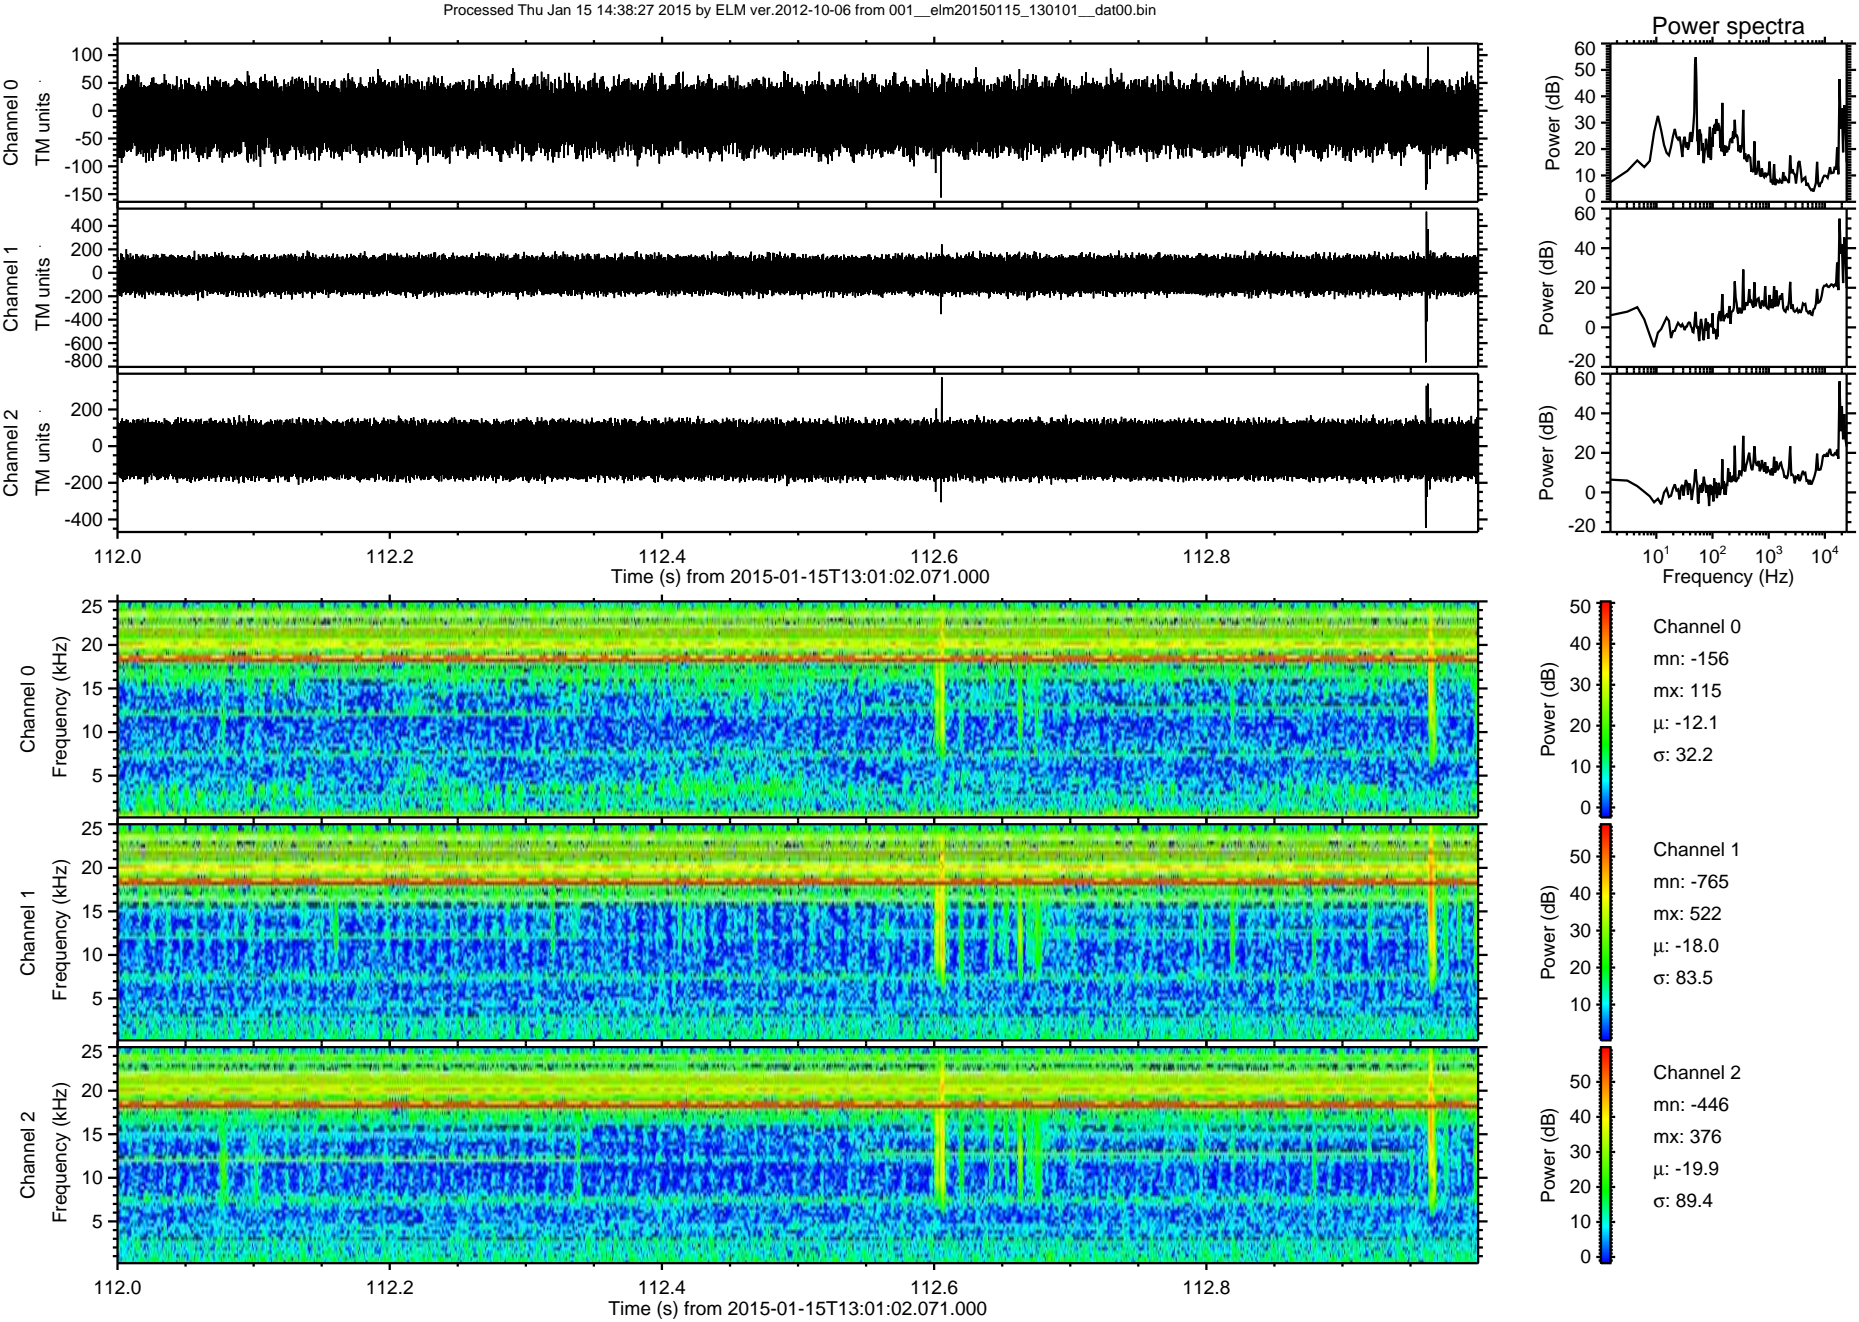 Processed Thu Jan 15 14:38:27 2015 by ELM ver.2012-10-06 from 001__elm20150115_130101__dat00.bin
Power spectra
Channel 0
TM units
100
50
0
-50
-100
-150
Power (dB)
60
50
40
30
20
10
0
Channel 1
TM units
400
200
0
-200
-400
-600
-800
Power (dB)
60
40
20
0
-20
Channel 2
TM units
200
0
-200
-400
Power (dB)
60
40
20
0
-20
112.0 112.2 112.4 112.6 112.8
Time (s) from 2015-01-15T13:01:02.071.000
10^1 10^2 10^3 10^4
Frequency (Hz)
Channel 0
Frequency (kHz)
25
20
15
10
5
Power (dB)
50
40
30
20
10
0
Channel 0
mn: -156
mx: 115
μ: -12.1
σ: 32.2
Channel 1
Frequency (kHz)
25
20
15
10
5
Power (dB)
50
40
30
20
10
Channel 1
mn: -765
mx: 522
μ: -18.0
σ: 83.5
Channel 2
Frequency (kHz)
25
20
15
10
5
Power (dB)
50
40
30
20
10
0
Channel 2
mn: -446
mx: 376
μ: -19.9
σ: 89.4
112.0 112.2 112.4 112.6 112.8
Time (s) from 2015-01-15T13:01:02.071.000